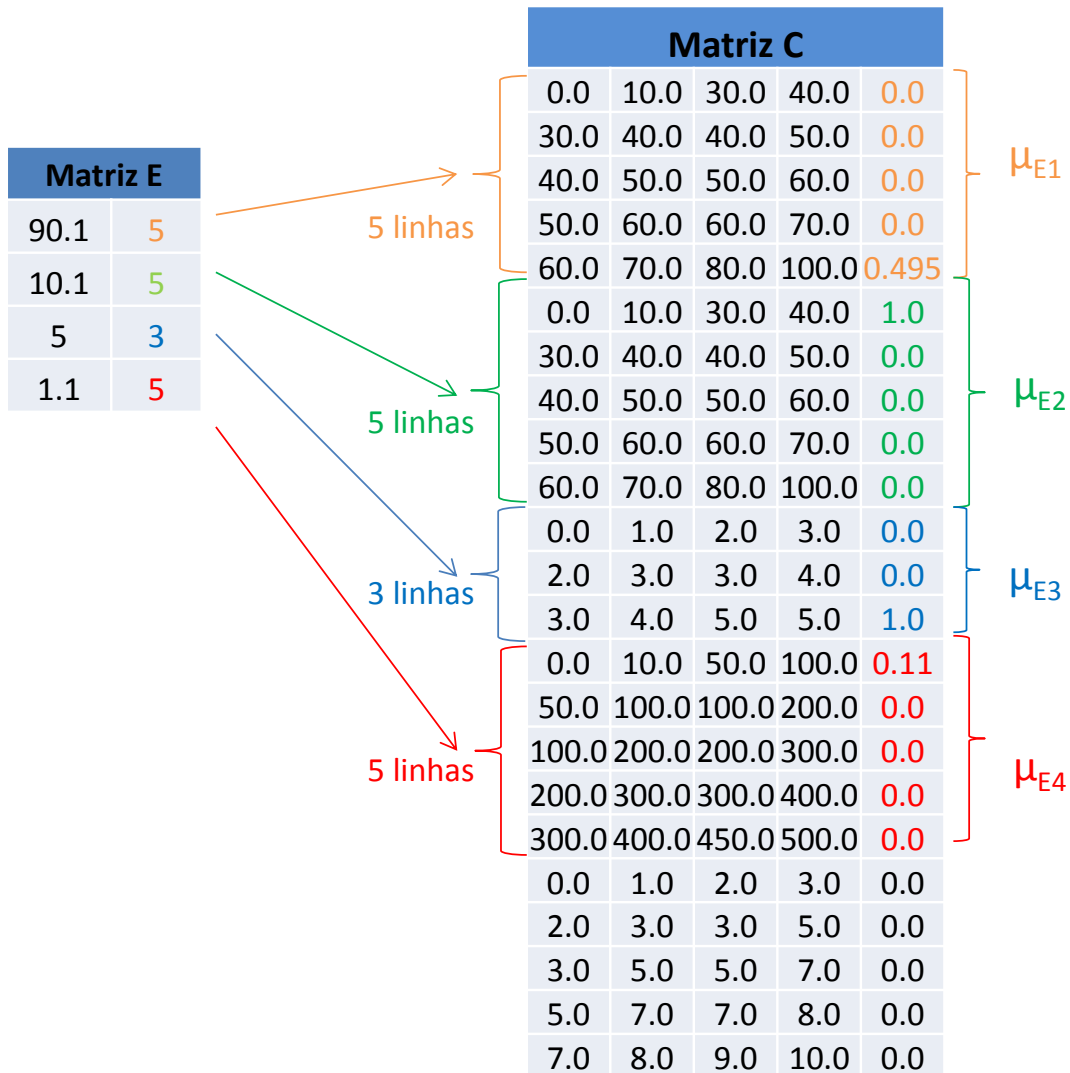 Matriz E
90.1 5
10.1 5
5 3
1.1 5
5 linhas
5 linhas
3 linhas
5 linhas
Matriz C
0.0 10.0 30.0 40.0 0.0
30.0 40.0 40.0 50.0 0.0
40.0 50.0 50.0 60.0 0.0
50.0 60.0 60.0 70.0 0.0
60.0 70.0 80.0 100.0 0.495
0.0 10.0 30.0 40.0 1.0
30.0 40.0 40.0 50.0 0.0
40.0 50.0 50.0 60.0 0.0
50.0 60.0 60.0 70.0 0.0
60.0 70.0 80.0 100.0 0.0
0.0 1.0 2.0 3.0 0.0
2.0 3.0 3.0 4.0 0.0
3.0 4.0 5.0 5.0 1.0
0.0 10.0 50.0 100.0 0.11
50.0 100.0 100.0 200.0 0.0
100.0 200.0 200.0 300.0 0.0
200.0 300.0 300.0 400.0 0.0
300.0 400.0 450.0 500.0 0.0
0.0 1.0 2.0 3.0 0.0
2.0 3.0 3.0 5.0 0.0
3.0 5.0 5.0 7.0 0.0
5.0 7.0 7.0 8.0 0.0
7.0 8.0 9.0 10.0 0.0
μE1
μE2
μE3
μE4